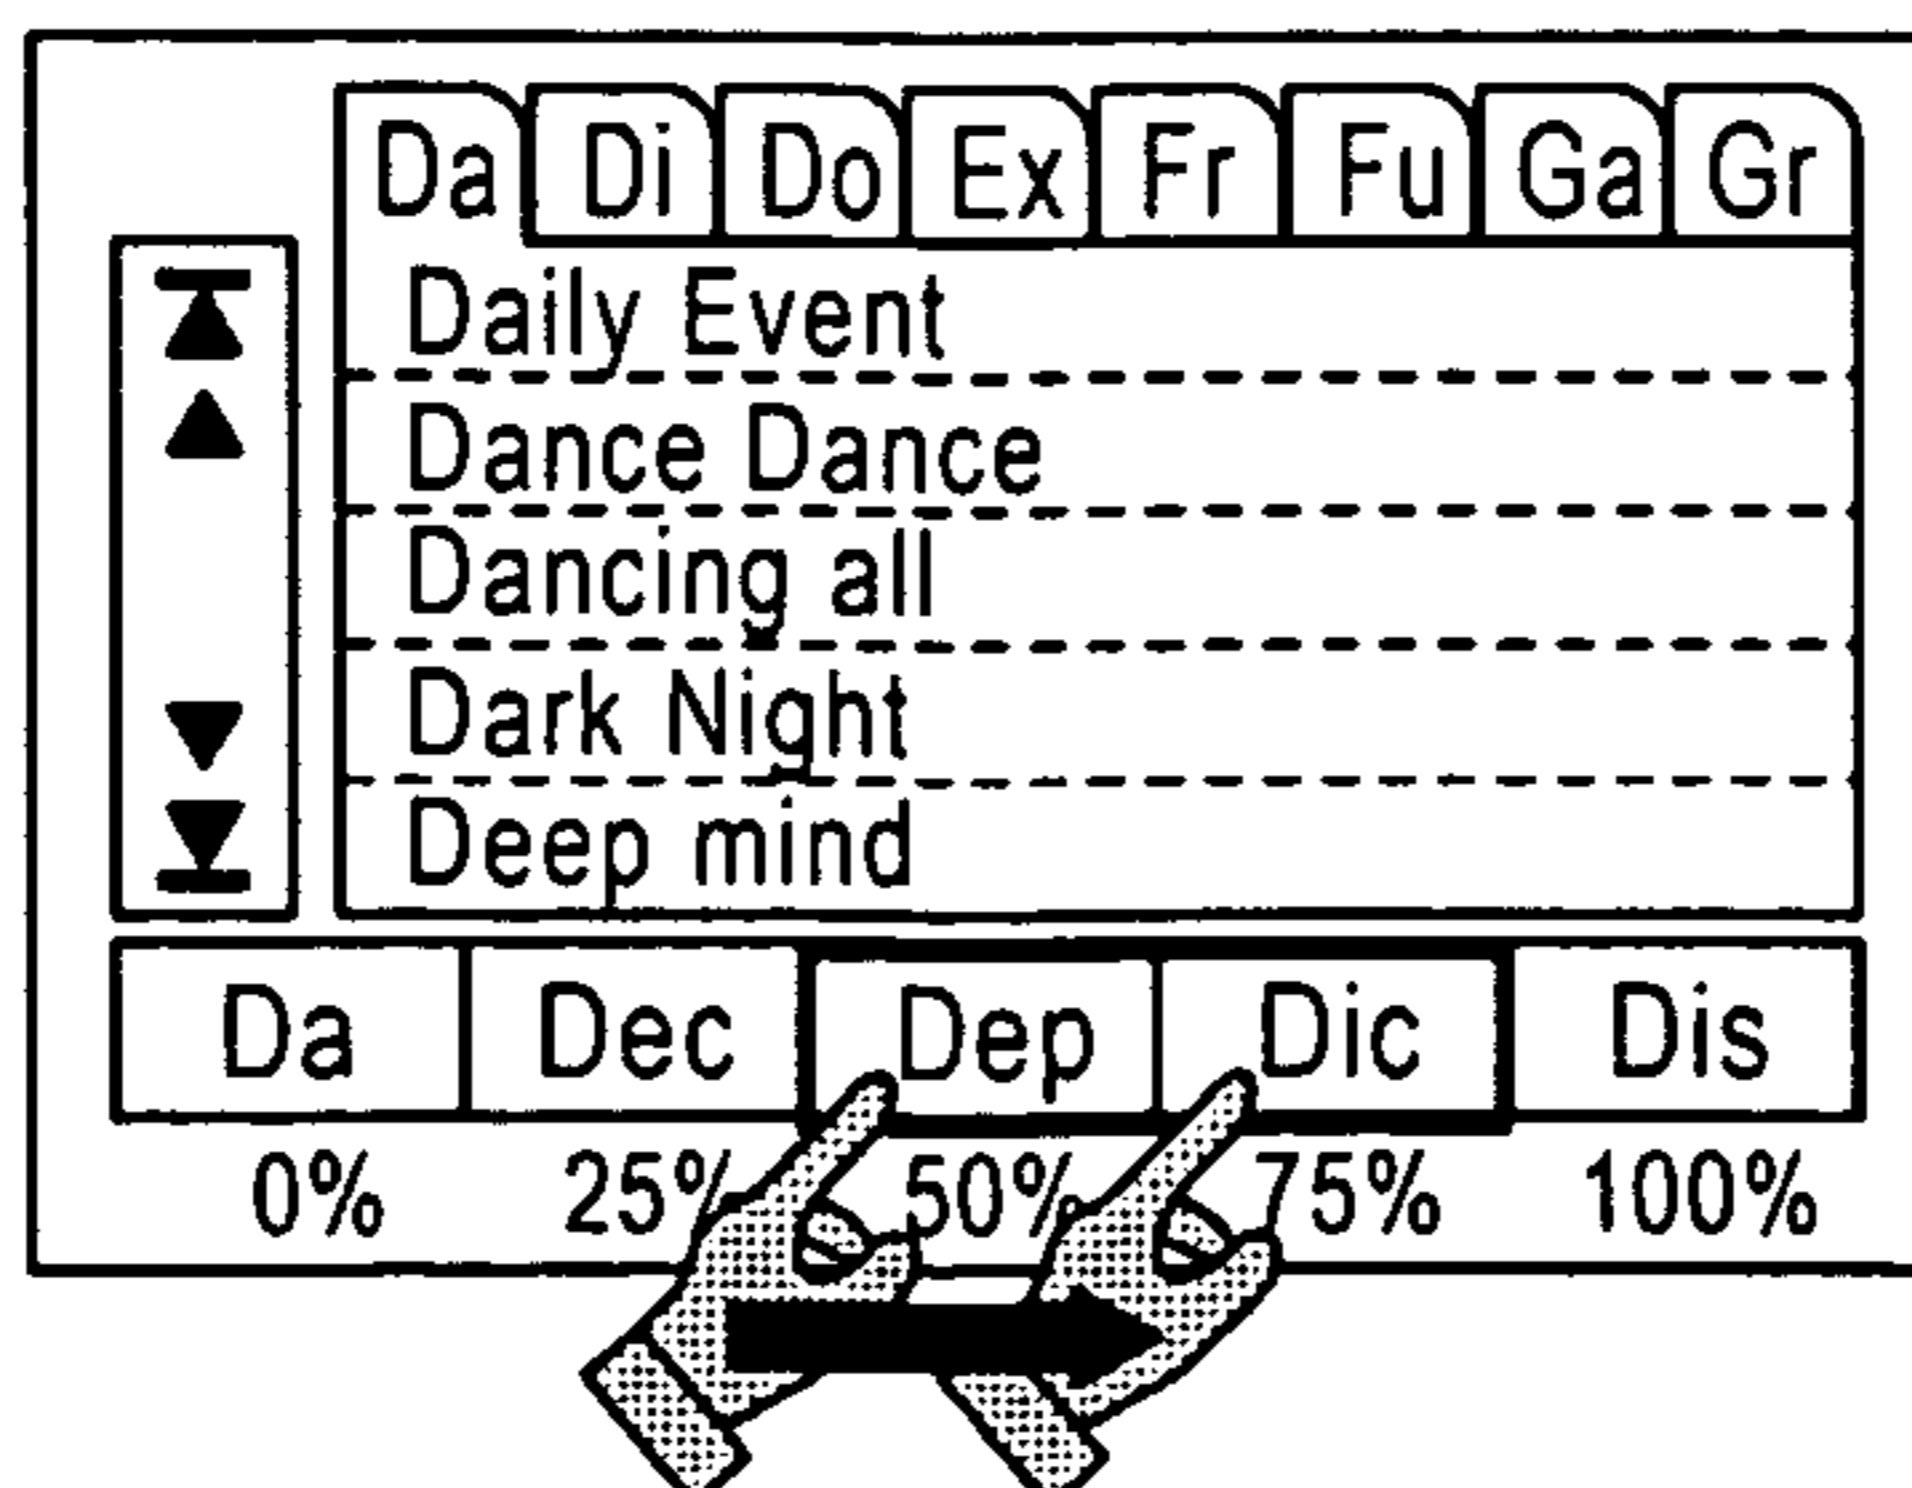 Da Di Do Ex Fr Fu Ga Gr
Daily Event
Dance Dance
Dancing all
Dark Night
Deep mind
Da Dec Dep Dic Dis
0% 25% 50% 75% 100%